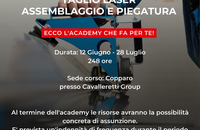 TAGLIO LASER
ASSEMBLAGGIO E PIEGATURA
ECCO L'ACADEMY CHE FA PER TE!
Durata: 12 Giugno - 28 Luglio
248 ore
Sede corso: Copparo
presso Cavalleretti Group
Al termine dell'academy le risorse avranno la possibilità
concreta di assunzione.
E' prevista un'indennità di frequenza durante il periodo